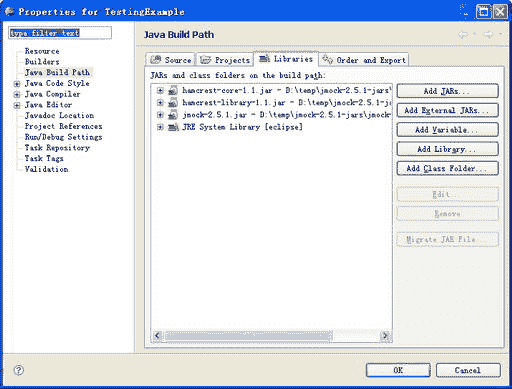 Properties for TestingExample
type filter text
Resource
Builders
Java Build Path
Java Code Style
Java Compiler
Java Editor
Javadoc Location
Project References
Run/Debug Settings
Task Repository
Task Tags
Validation
Java Build Path
Source Projects Libraries Order and Export
JARs and class folders on the build path:
hamcrest-core-1.1.jar - D:\temp\jmock-2.5.1-jars\
hamcrest-library-1.1.jar - D:\temp\jmock-2.5.1-j
jmock-2.5.1.jar - D:\temp\jmock-2.5.1-jars\jmock
JRE System Library [eclipse]
Add JARs...
Add External JARs...
Add Variable...
Add Library...
Add Class Folder...
Edit...
Remove
Migrate JAR File...
OK Cancel